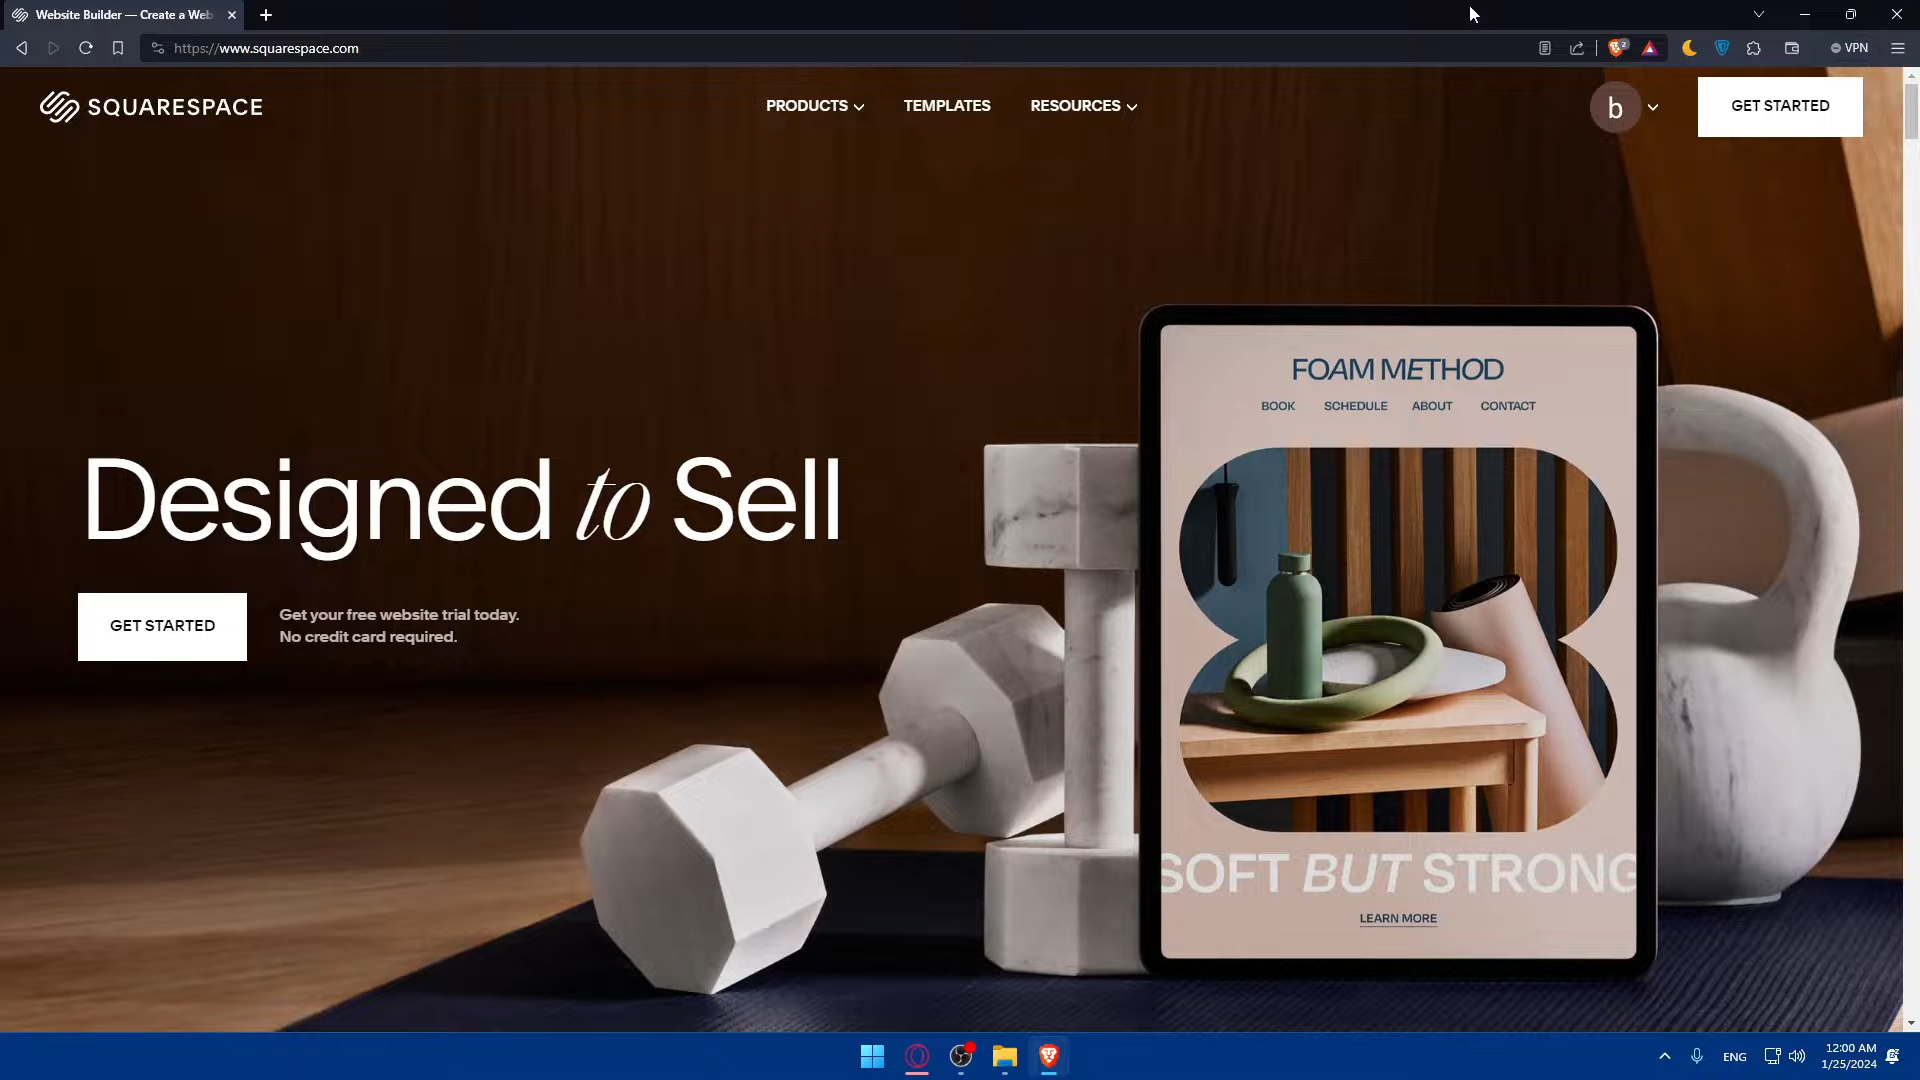 Website Builder — Create a Web
https://www.squarespace.com
2
VPN
SQUARESPACE
PRODUCTS
TEMPLATES
RESOURCES
b
GET STARTED
FOAM METHOD
BOOK SCHEDULE ABOUT CONTACT
Designed to Sell
GET STARTED
Get your free website trial today.
No credit card required.
SOFT BUT STRONG
LEARN MORE
ENG
12:00 AM
1/25/2024